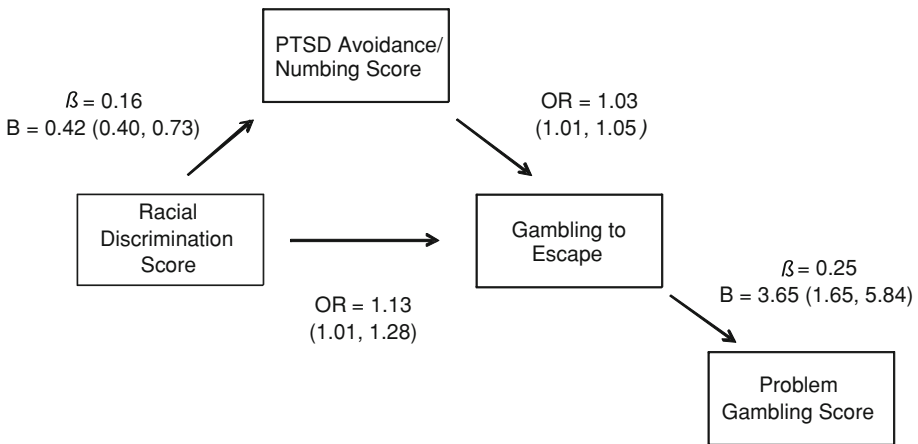 PTSD Avoidance/
Numbing Score
ß = 0.16
B = 0.42 (0.40, 0.73)
OR = 1.03
(1.01, 1.05)
Racial
Discrimination
Score
Gambling to
Escape
OR = 1.13
(1.01, 1.28)
ß = 0.25
B = 3.65 (1.65, 5.84)
Problem
Gambling Score